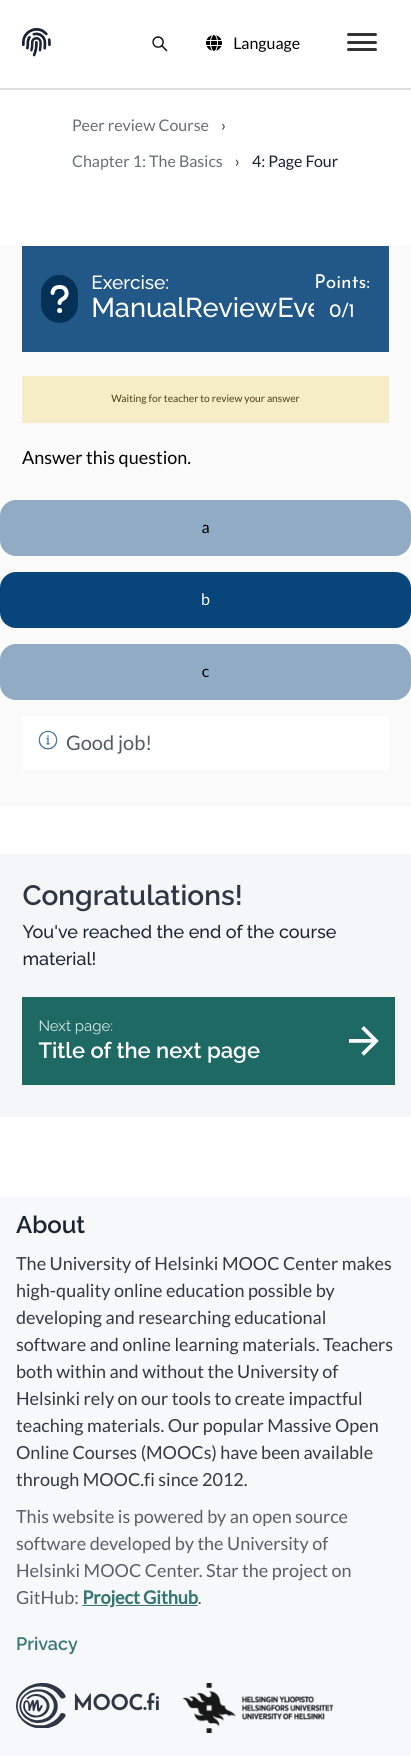 Language
Peer review Course ›
Chapter 1: The Basics › 4: Page Four
Exercise:
Points:
ManualReviewEve
0/1
Waiting for teacher to review your answer
Answer this question.
a
b
c
Good job!
Congratulations!
You've reached the end of the course
material!
Next page:
Title of the next page
About
The University of Helsinki MOOC Center makes
high-quality online education possible by
developing and researching educational
software and online learning materials. Teachers
both within and without the University of
Helsinki rely on our tools to create impactful
teaching materials. Our popular Massive Open
Online Courses (MOOCs) have been available
through MOOC.fi since 2012.
This website is powered by an open source
software developed by the University of
Helsinki MOOC Center. Star the project on
GitHub: Project Github.
Privacy
MOOC.fi
HELSINGIN YLIOPISTO
HELSINGFORS UNIVERSITET
UNIVERSITY OF HELSINKI